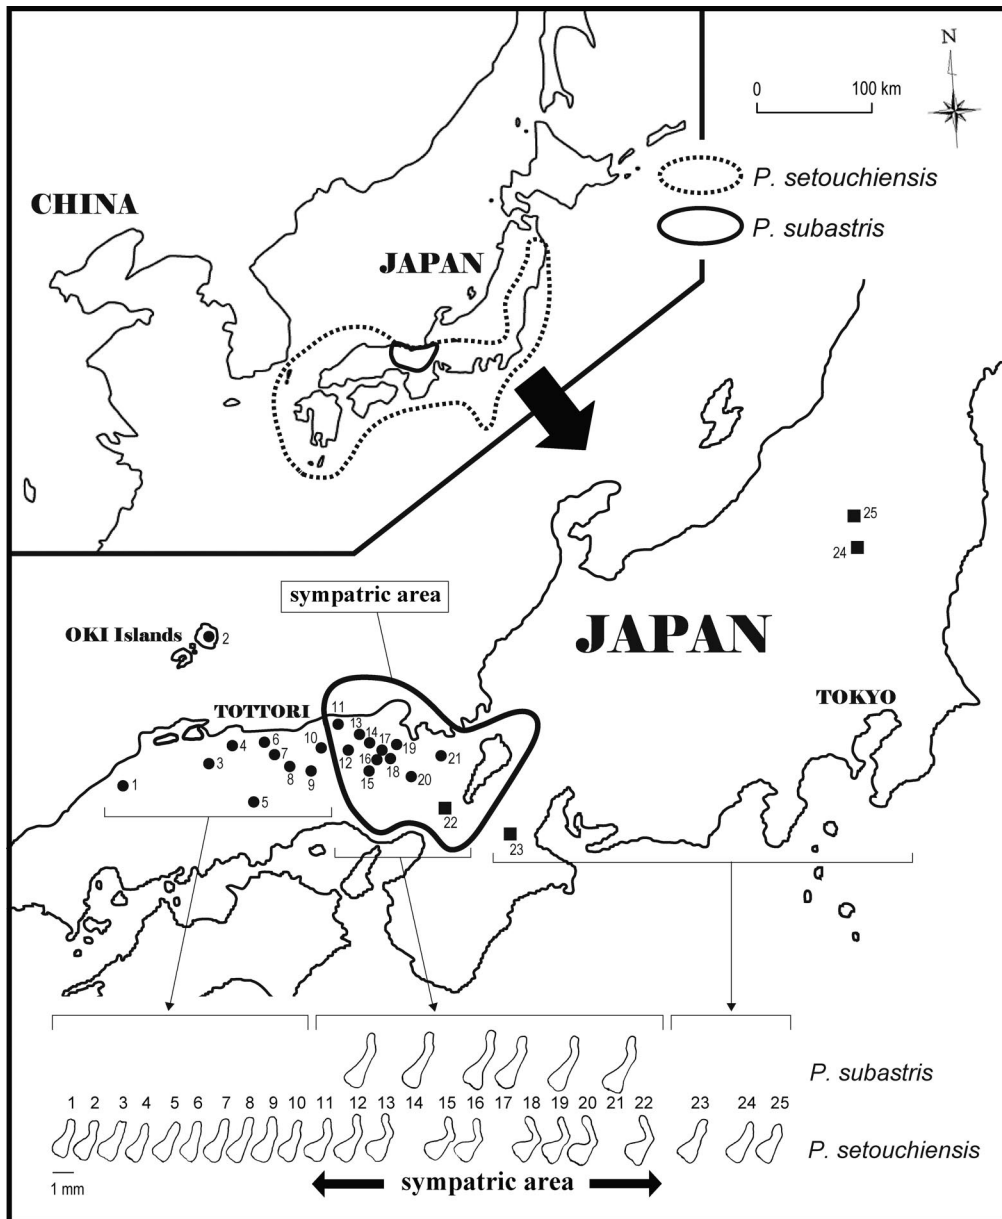 N
0 100 km
CHINA
P. setouchiensis
P. subastris
JAPAN
25
24
sympatric area
OKI Islands
2
JAPAN
TOKYO
TOTTORI
11
13
14
17
19
10
6
4
7
12
16
18
21
3
8
9
15
20
1
5
22
23
P. subastris
1 2 3 4 5 6 7 8 9 10 11 12 13 14 15 16 17 18 19 20 21 22 23 24 25
P. setouchiensis
1 mm
sympatric area